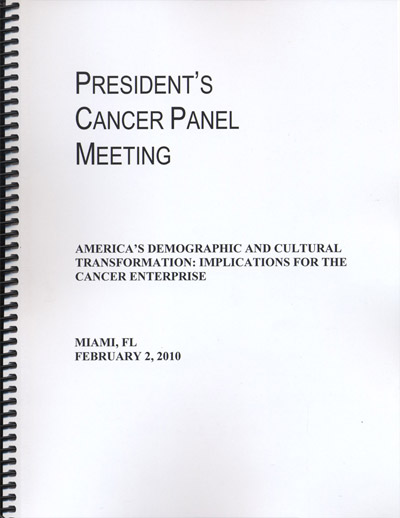 PRESIDENT'S
CANCER PANEL
MEETING
AMERICA'S DEMOGRAPHIC AND CULTURAL
TRANSFORMATION: IMPLICATIONS FOR THE
CANCER ENTERPRISE
MIAMI, FL
FEBRUARY 2, 2010